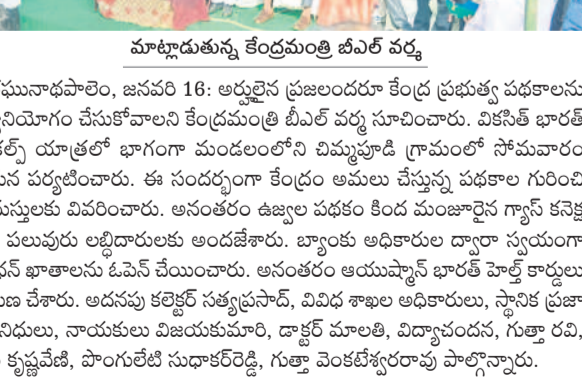 మాట్లాడుతున్న కేంద్రమంత్రి బీఎల్ వర్మ
ఘునాథపాలెం, జనవరి 16: అర్హులైన ప్రజలందరూ కేంద్ర ప్రభుత్వ పథకాలను
నియోగం చేసుకోవాలని కేంద్రమంత్రి బీఎల్ వర్మ సూచించారు. వికసిత్ భారత్
కల్ప్ యాత్రలో భాగంగా మండలంలోని చిమ్మపూడి గ్రామంలో సోమవారం
న పర్యటించారు. ఈ సందర్భంగా కేంద్రం అమలు చేస్తున్న పథకాల గురించి
మస్తులకు వివరించారు. అనంతరం ఉజ్వల పథకం కింద మంజూరైన గ్యాస్ కనెక్ష
పలువురు లబ్ధిదారులకు అందజేశారు. బ్యాంకు అధికారుల ద్వారా స్వయంగా
ధన్ ఖాతాలను ఓపెన్ చేయించారు. అనంతరం ఆయుష్మాన్ భారత్ హెల్త్ కార్డులు
ణ చేశారు. అదనపు కలెక్టర్ సత్యప్రసాద్, వివిధ శాఖల అధికారులు, స్థానిక ప్రజా
నిధులు, నాయకులు విజయకుమారి, డాక్టర్ మాలతి, విద్యాచందన, గుత్తా రవి,
కృష్ణవేణి, పొంగులేటి సుధాకర్‌రెడ్డి, గుత్తా వెంకటేశ్వరరావు పాల్గొన్నారు.